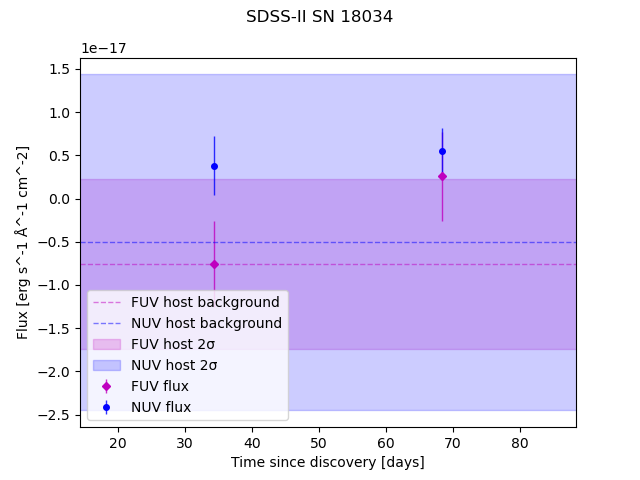 SDSS-II SN 18034
1e−17
1.5
1.0
0.5
0.0
−0.5
−1.0
−1.5
−2.0
−2.5
Flux [erg s^-1 Å^-1 cm^-2]
FUV host background
NUV host background
FUV host 2σ
NUV host 2σ
FUV flux
NUV flux
20 30 40 50 60 70 80
Time since discovery [days]